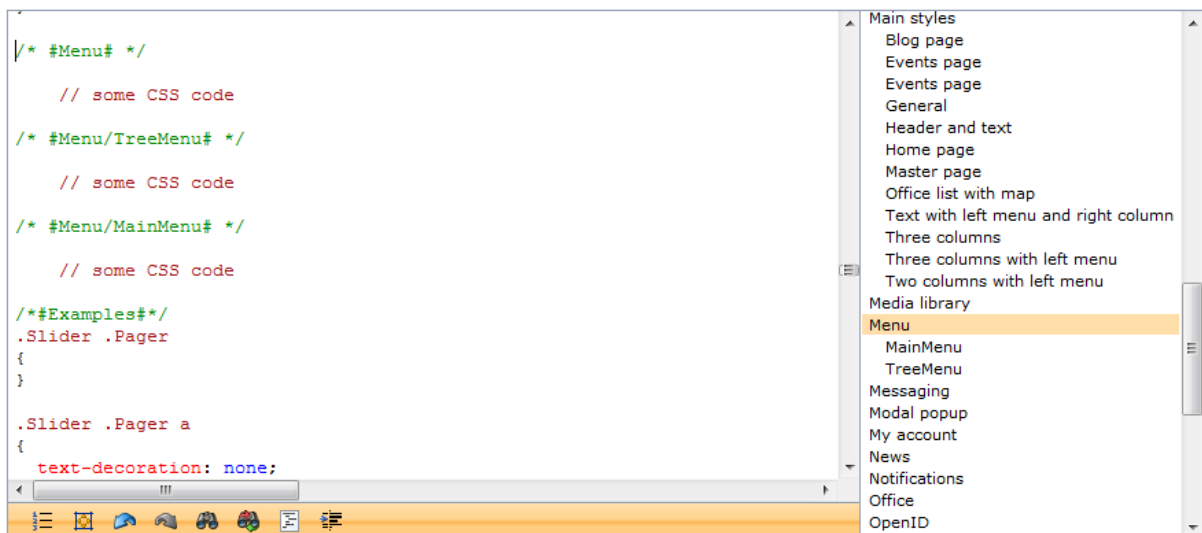 }
/* #Menu# */
// some CSS code
/* #Menu/TreeMenu# */
// some CSS code
/* #Menu/MainMenu# */
// some CSS code
/*#Examples#*/
.Slider .Pager
{
}
.Slider .Pager a
{
text-decoration: none;
Main styles
Blog page
Events page
Events page
General
Header and text
Home page
Master page
Office list with map
Text with left menu and right column
Three columns
Three columns with left menu
Two columns with left menu
Media library
Menu
MainMenu
TreeMenu
Messaging
Modal popup
My account
News
Notifications
Office
OpenID